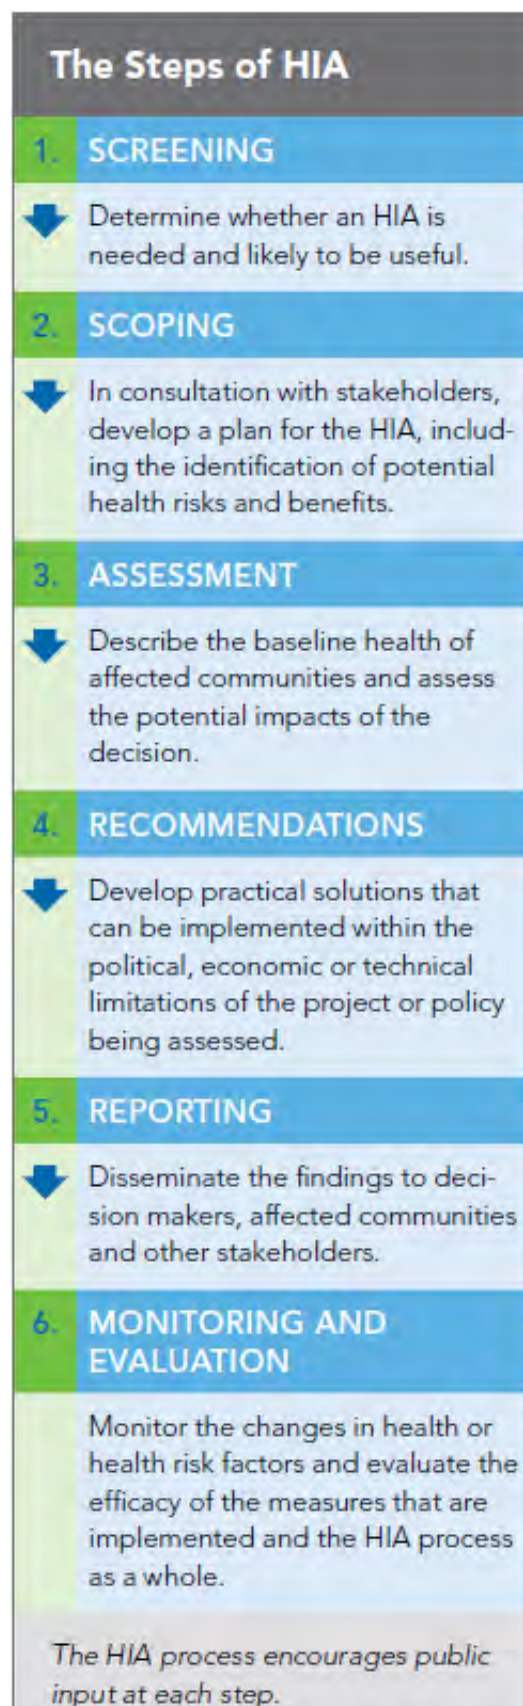 The Steps of HIA
1. SCREENING
Determine whether an HIA is
needed and likely to be useful.
2. SCOPING
In consultation with stakeholders,
develop a plan for the HIA, includ-
ing the identification of potential
health risks and benefits.
3. ASSESSMENT
Describe the baseline health of
affected communities and assess
the potential impacts of the
decision.
4. RECOMMENDATIONS
Develop practical solutions that
can be implemented within the
political, economic or technical
limitations of the project or policy
being assessed.
5. REPORTING
Disseminate the findings to deci-
sion makers, affected communities
and other stakeholders.
6. MONITORING AND
EVALUATION
Monitor the changes in health or
health risk factors and evaluate the
efficacy of the measures that are
implemented and the HIA process
as a whole.
The HIA process encourages public
input at each step.